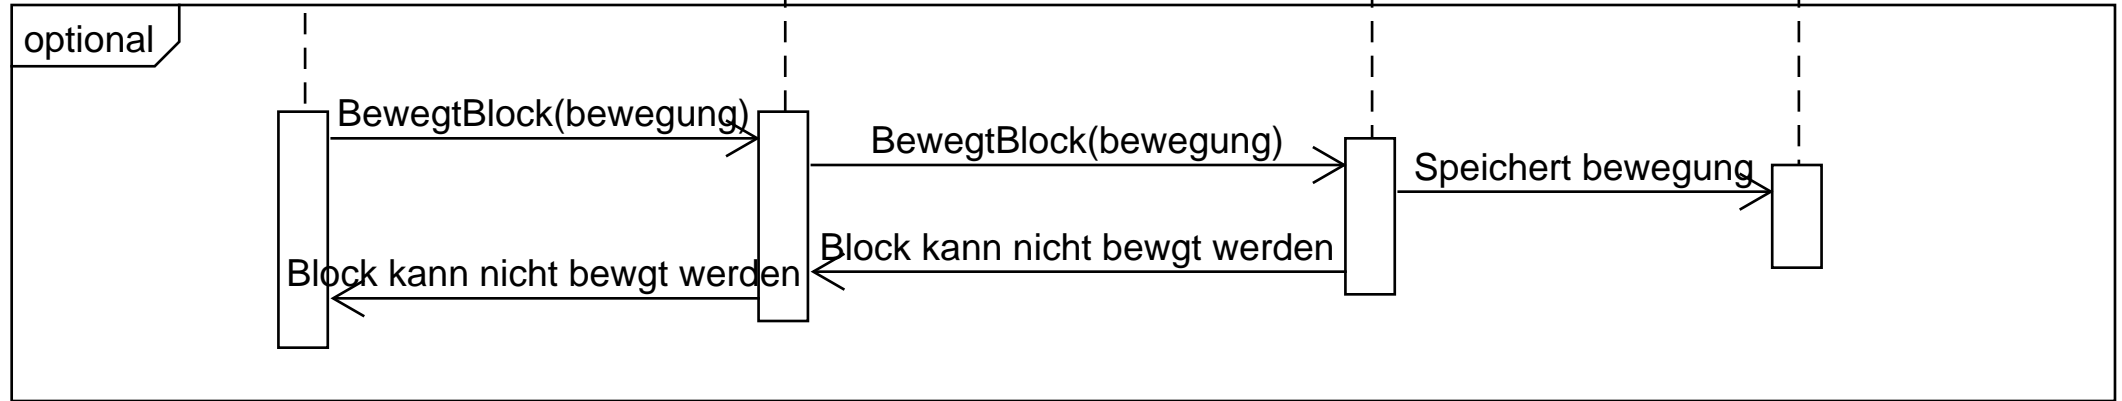 optional
BewegtBlock(bewegung)
BewegtBlock(bewegung)
Speichert bewegung
Block kann nicht bewgt werden
Block kann nicht bewgt werden